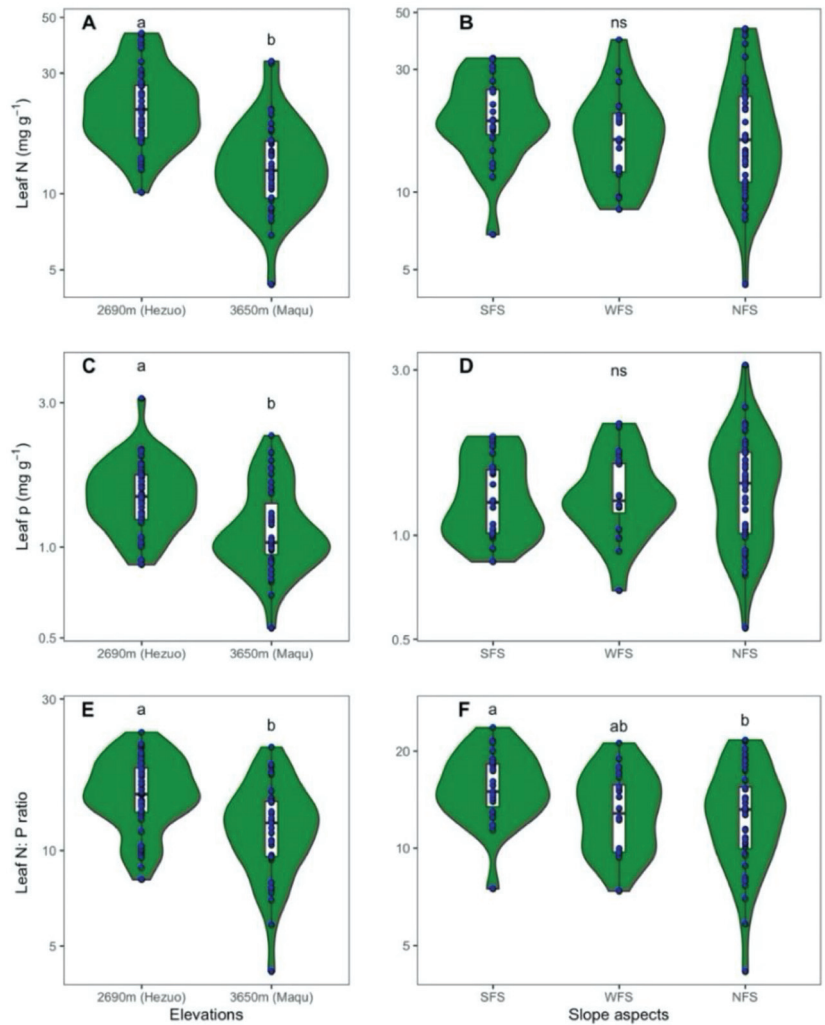 A
a
b
50
30
10
5
Leaf N (mg g⁻¹)
2690m (Hezuo)
3650m (Maqu)
B
ns
50
30
10
5
SFS
WFS
NFS
C
a
b
3.0
1.0
0.5
Leaf p (mg g⁻¹)
2690m (Hezuo)
3650m (Maqu)
D
ns
3.0
1.0
0.5
SFS
WFS
NFS
E
a
b
30
10
5
Leaf N: P ratio
2690m (Hezuo)
3650m (Maqu)
Elevations
F
a
ab
b
20
10
5
SFS
WFS
NFS
Slope aspects